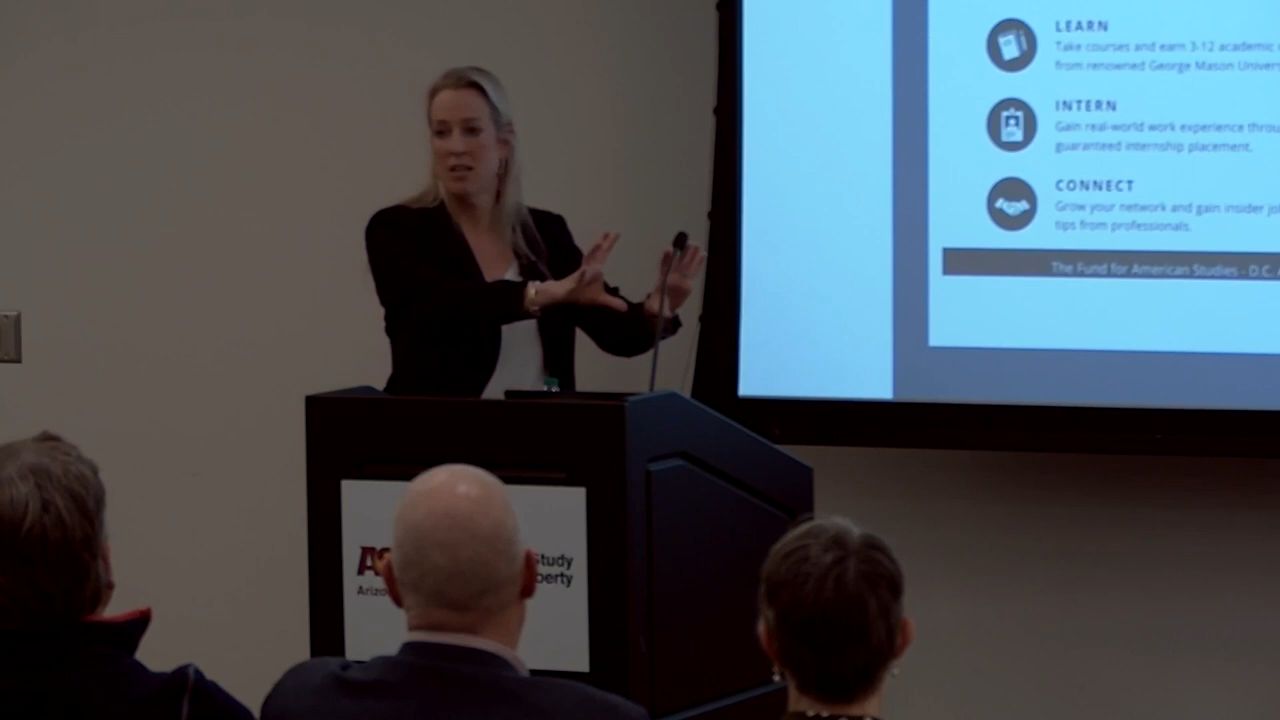 LEARN
Take courses and earn 3-12 academic
from renowned George Mason Univers
INTERN
Gain real-world work experience throu
guaranteed internship placement.
CONNECT
Grow your network and gain insider jo
tips from professionals.
The Fund for American Studies - D.C.
Study
berty
Arizo